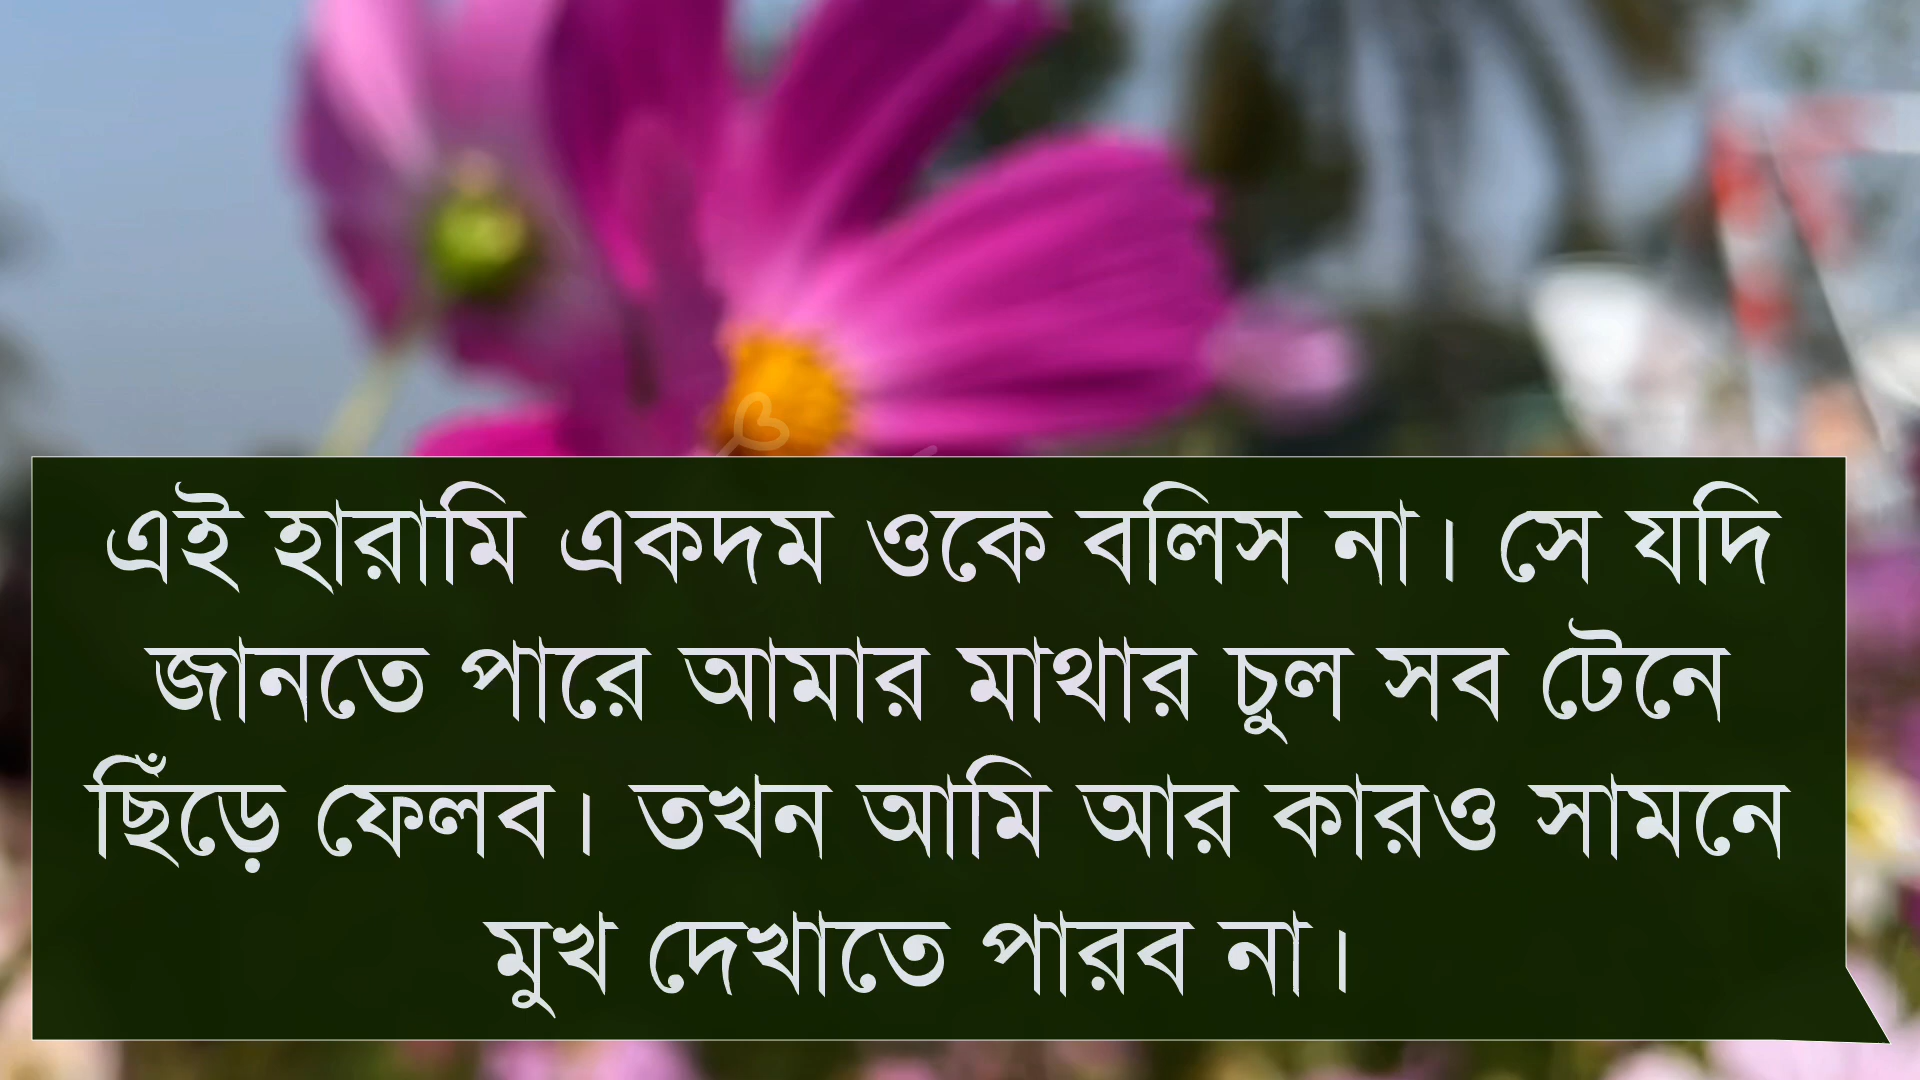 এই হারামি একদম ওকে বলিস না। সে যদি
জানতে পারে আমার মাথার চুল সব টেনে
ছিঁড়ে ফেলব। তখন আমি আর কারও সামনে
মুখ দেখাতে পারব না।